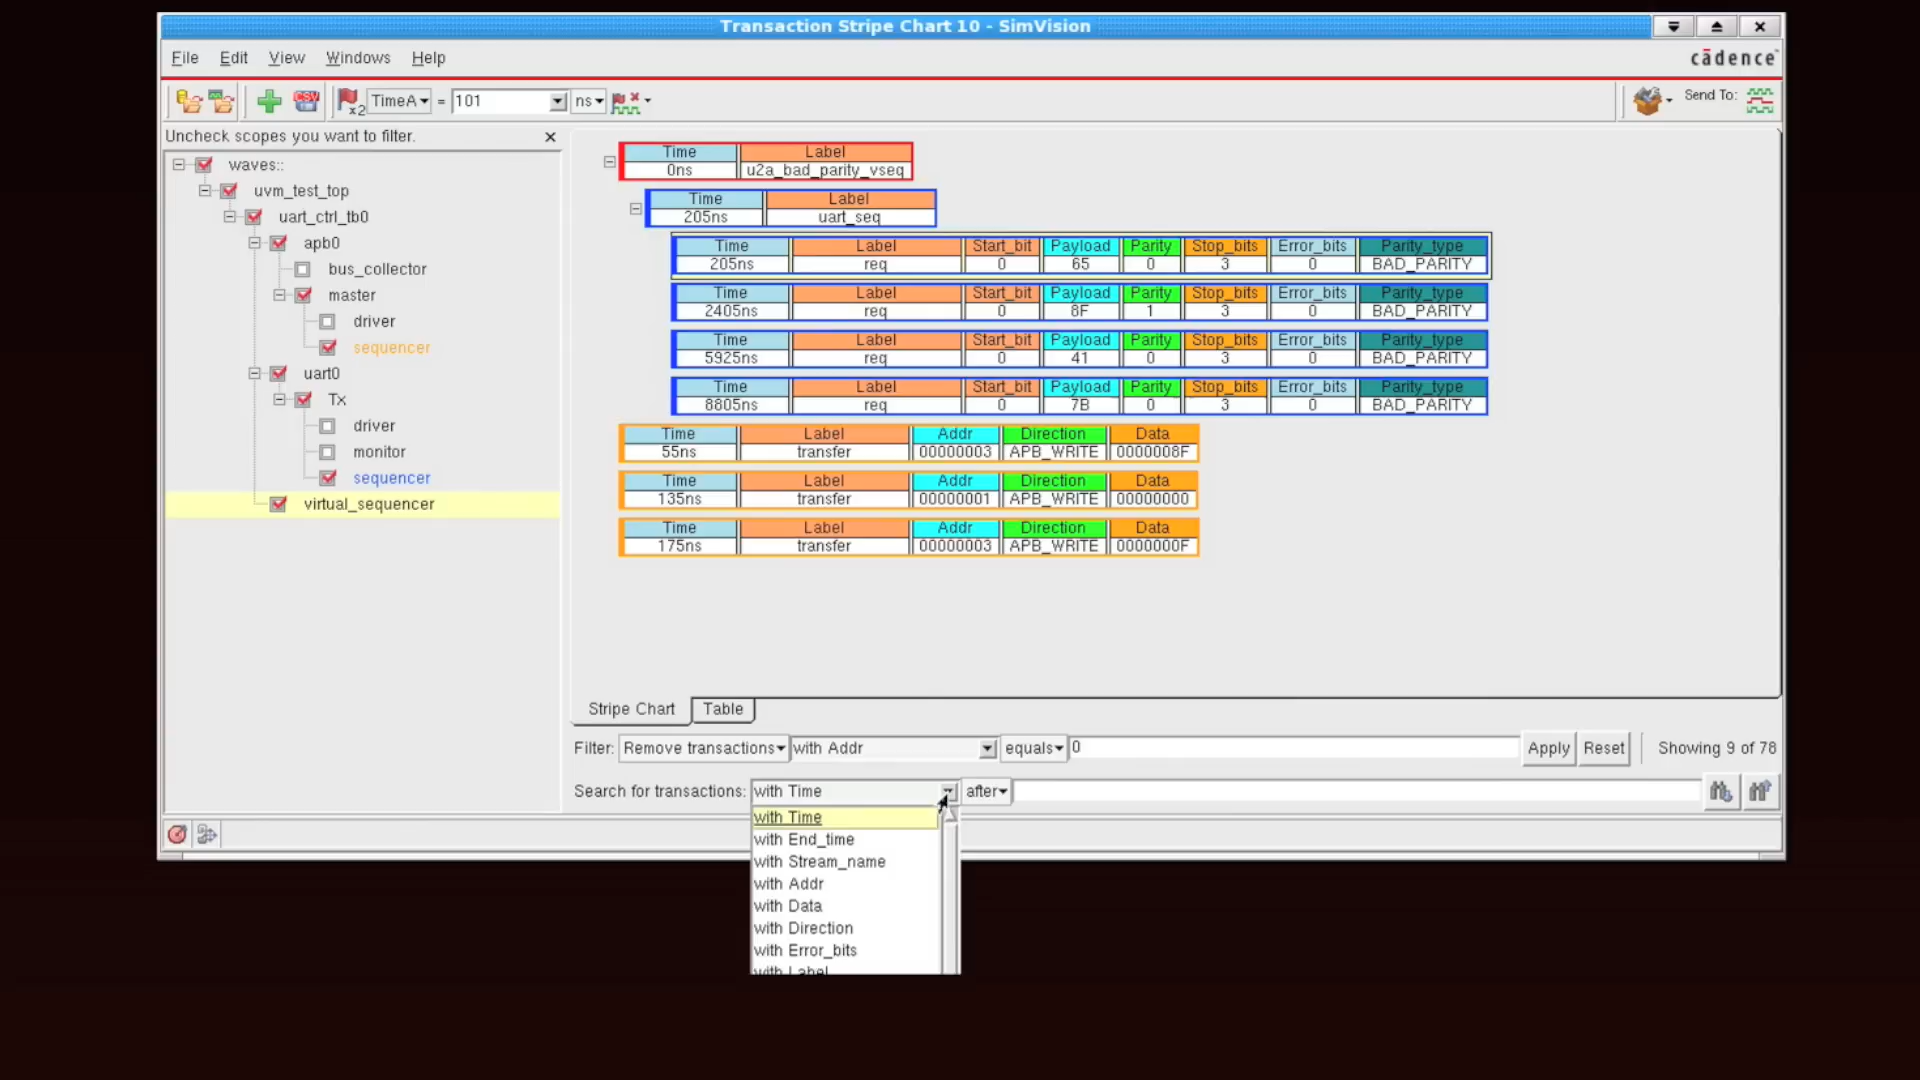 Transaction Stripe Chart 10 - SimVision
File Edit View Windows Help
cādence
x2 TimeA = 101 ns
CSV
Send To:
Uncheck scopes you want to filter.
waves::
uvm_test_top
uart_ctrl_tb0
apb0
bus_collector
master
driver
sequencer
uart0
Tx
driver
monitor
sequencer
virtual_sequencer
Time Label
0ns u2a_bad_parity_vseq
Time Label
205ns uart_seq
Time Label Start_bit Payload Parity Stop_bits Error_bits Parity_type
205ns req 0 65 0 3 0 BAD_PARITY
Time Label Start_bit Payload Parity Stop_bits Error_bits Parity_type
2405ns req 0 8F 1 3 0 BAD_PARITY
Time Label Start_bit Payload Parity Stop_bits Error_bits Parity_type
5925ns req 0 41 0 3 0 BAD_PARITY
Time Label Start_bit Payload Parity Stop_bits Error_bits Parity_type
8805ns req 0 7B 0 3 0 BAD_PARITY
Time Label Addr Direction Data
55ns transfer 00000003 APB_WRITE 0000008F
Time Label Addr Direction Data
135ns transfer 00000001 APB_WRITE 00000000
Time Label Addr Direction Data
175ns transfer 00000003 APB_WRITE 0000000F
Stripe Chart Table
Filter: Remove transactions with Addr equals 0 Apply Reset Showing 9 of 78
Search for transactions: with Time after
with Time
with End_time
with Stream_name
with Addr
with Data
with Direction
with Error_bits
with Label